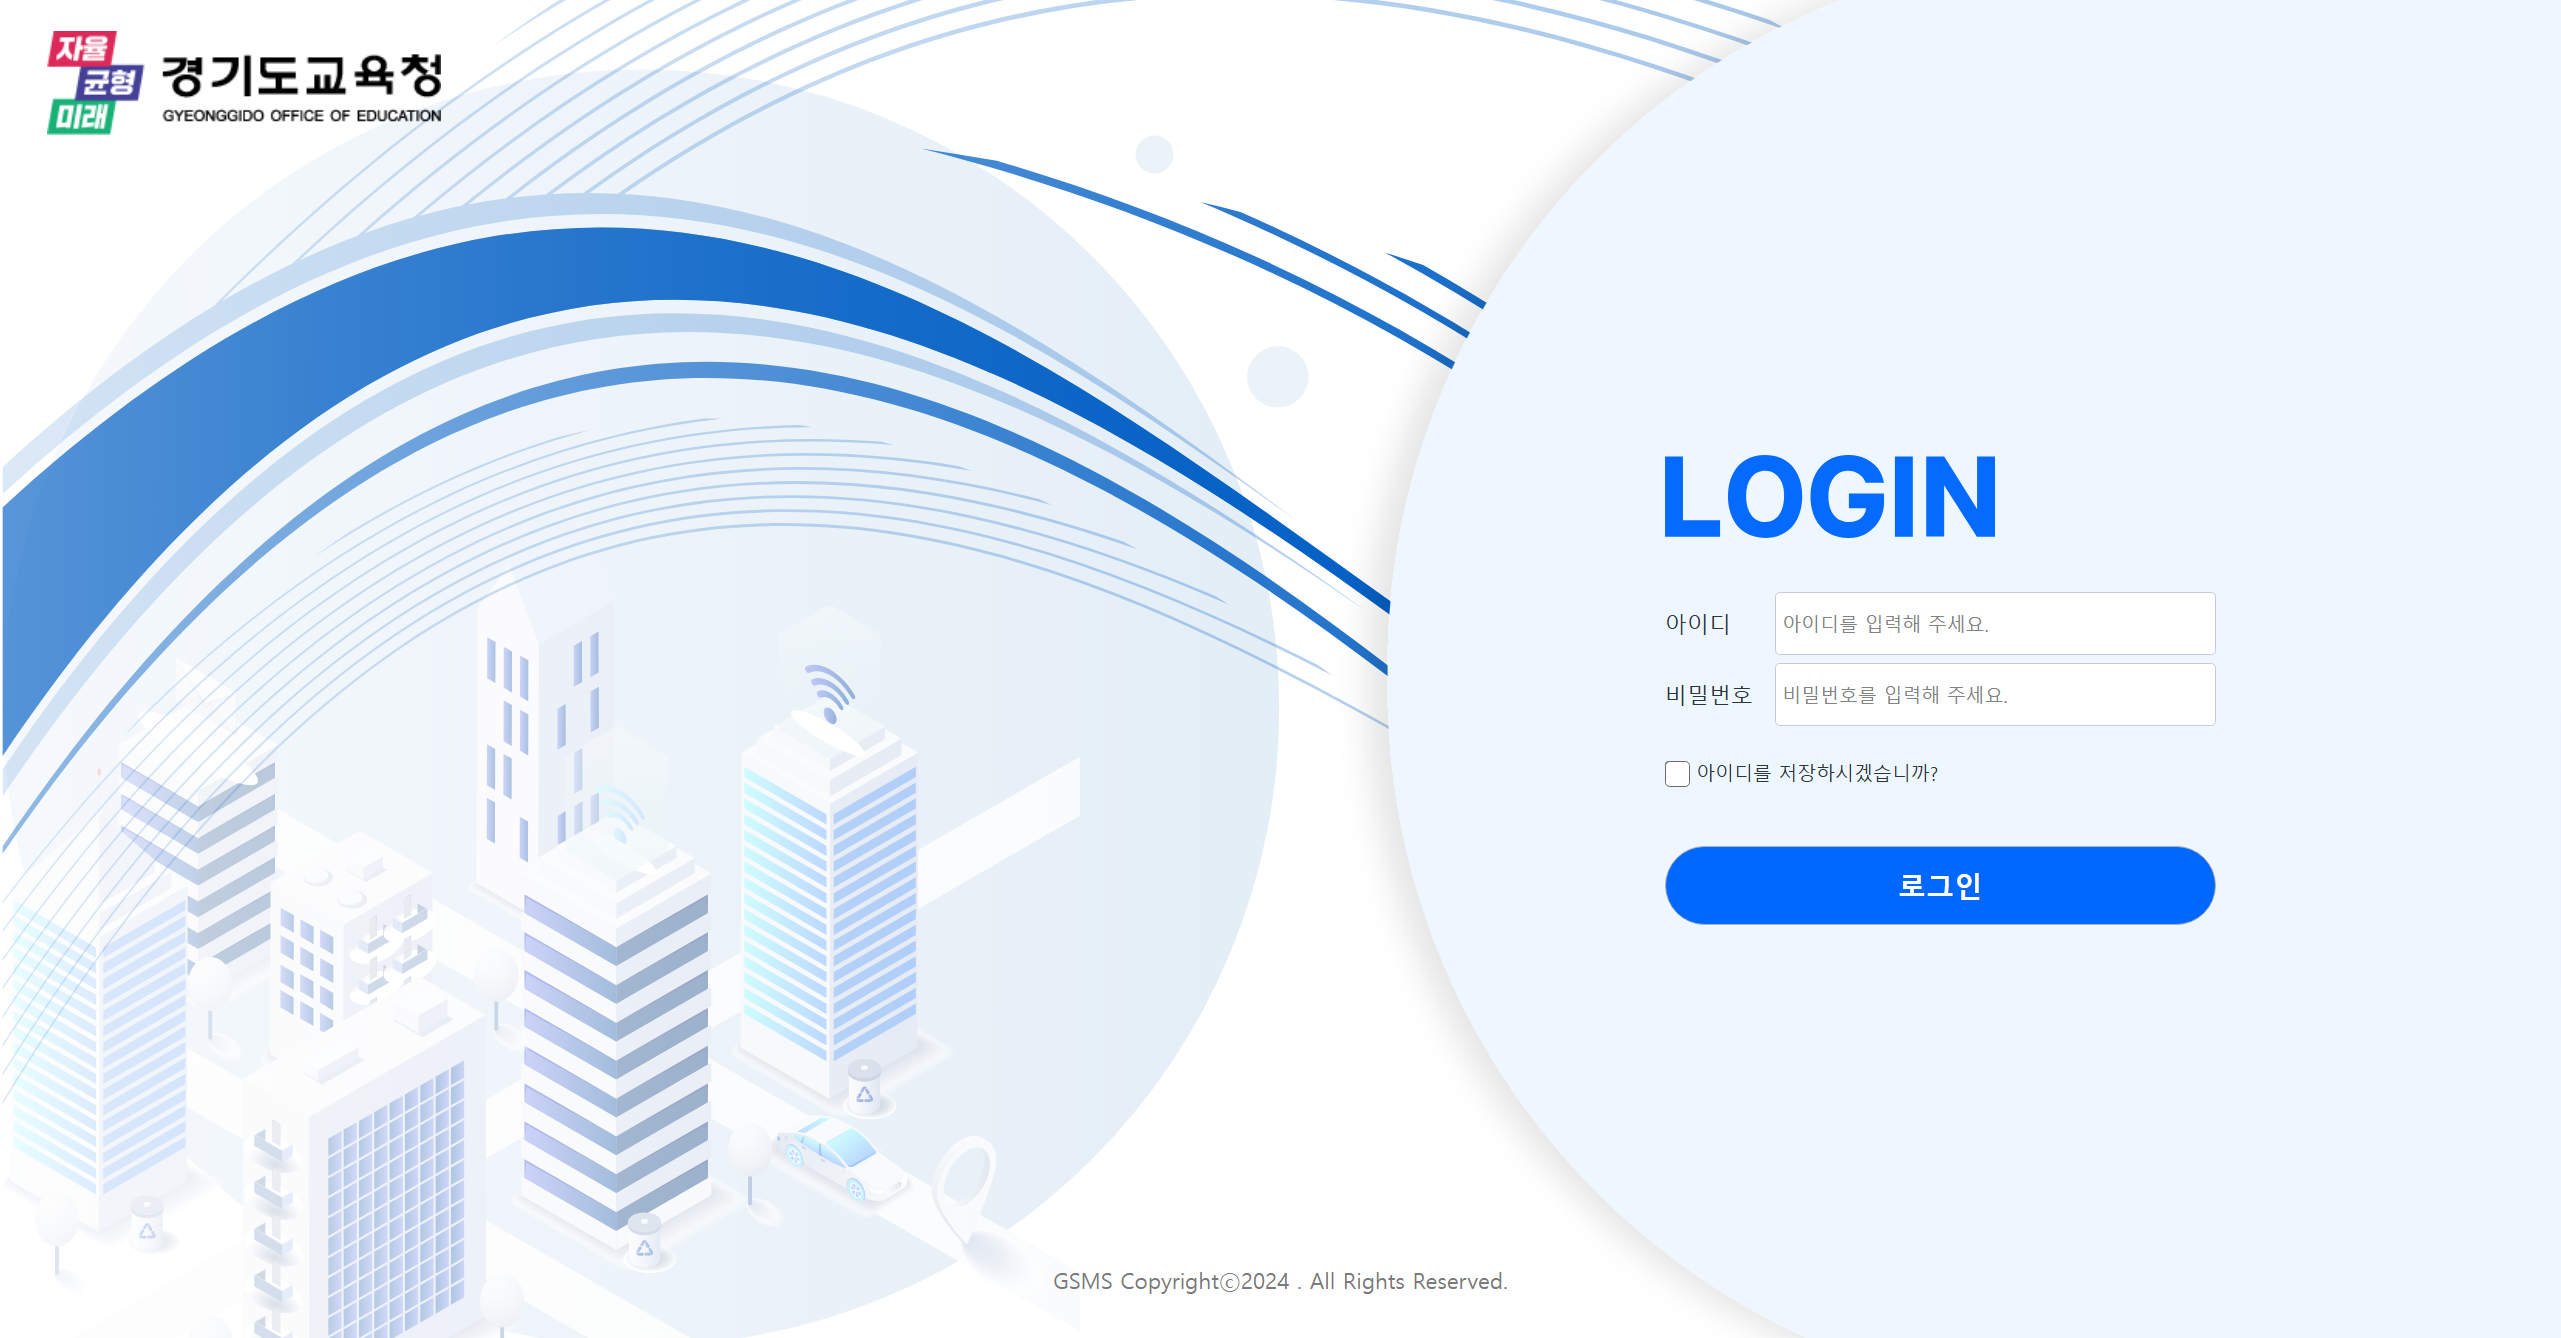 자율
균형
미래
경기도교육청
GYEONGGIDO OFFICE OF EDUCATION
LOGIN
아이디
아이디를 입력해 주세요.
비밀번호
비밀번호를 입력해 주세요.
아이디를 저장하시겠습니까?
로그인
GSMS Copyrightⓒ2024 . All Rights Reserved.